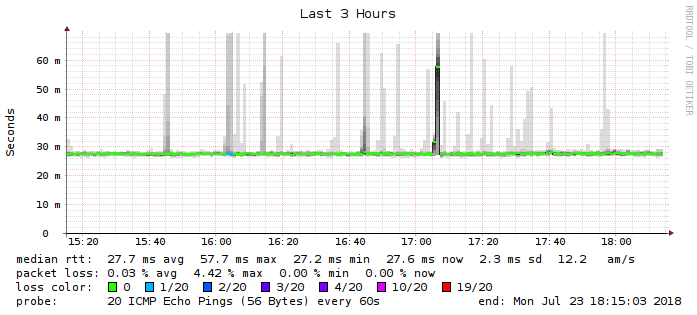 Last 3 Hours
RRDTOOL / TOBI OETIKER
Seconds
60 m
50 m
40 m
30 m
20 m
10 m
0
15:20 15:40 16:00 16:20 16:40 17:00 17:20 17:40 18:00
median rtt: 27.7 ms avg 57.7 ms max 27.2 ms min 27.6 ms now 2.3 ms sd 12.2 am/s
packet loss: 0.03 % avg 4.42 % max 0.00 % min 0.00 % now
loss color: 0 1/20 2/20 3/20 4/20 10/20 19/20
probe: 20 ICMP Echo Pings (56 Bytes) every 60s end: Mon Jul 23 18:15:03 2018